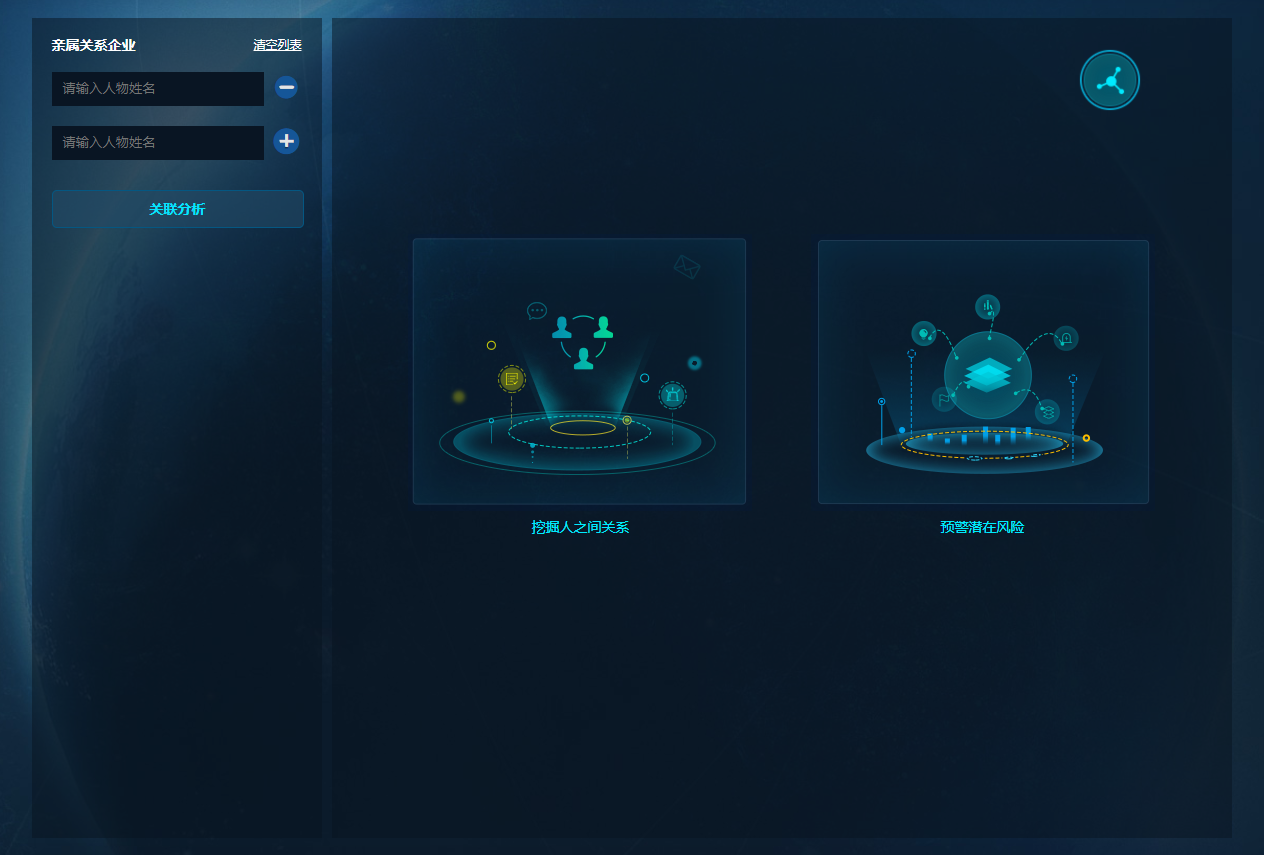 亲属关系企业
清空列表
请输入人物姓名
请输入人物姓名
关联分析
挖掘人之间关系
预警潜在风险